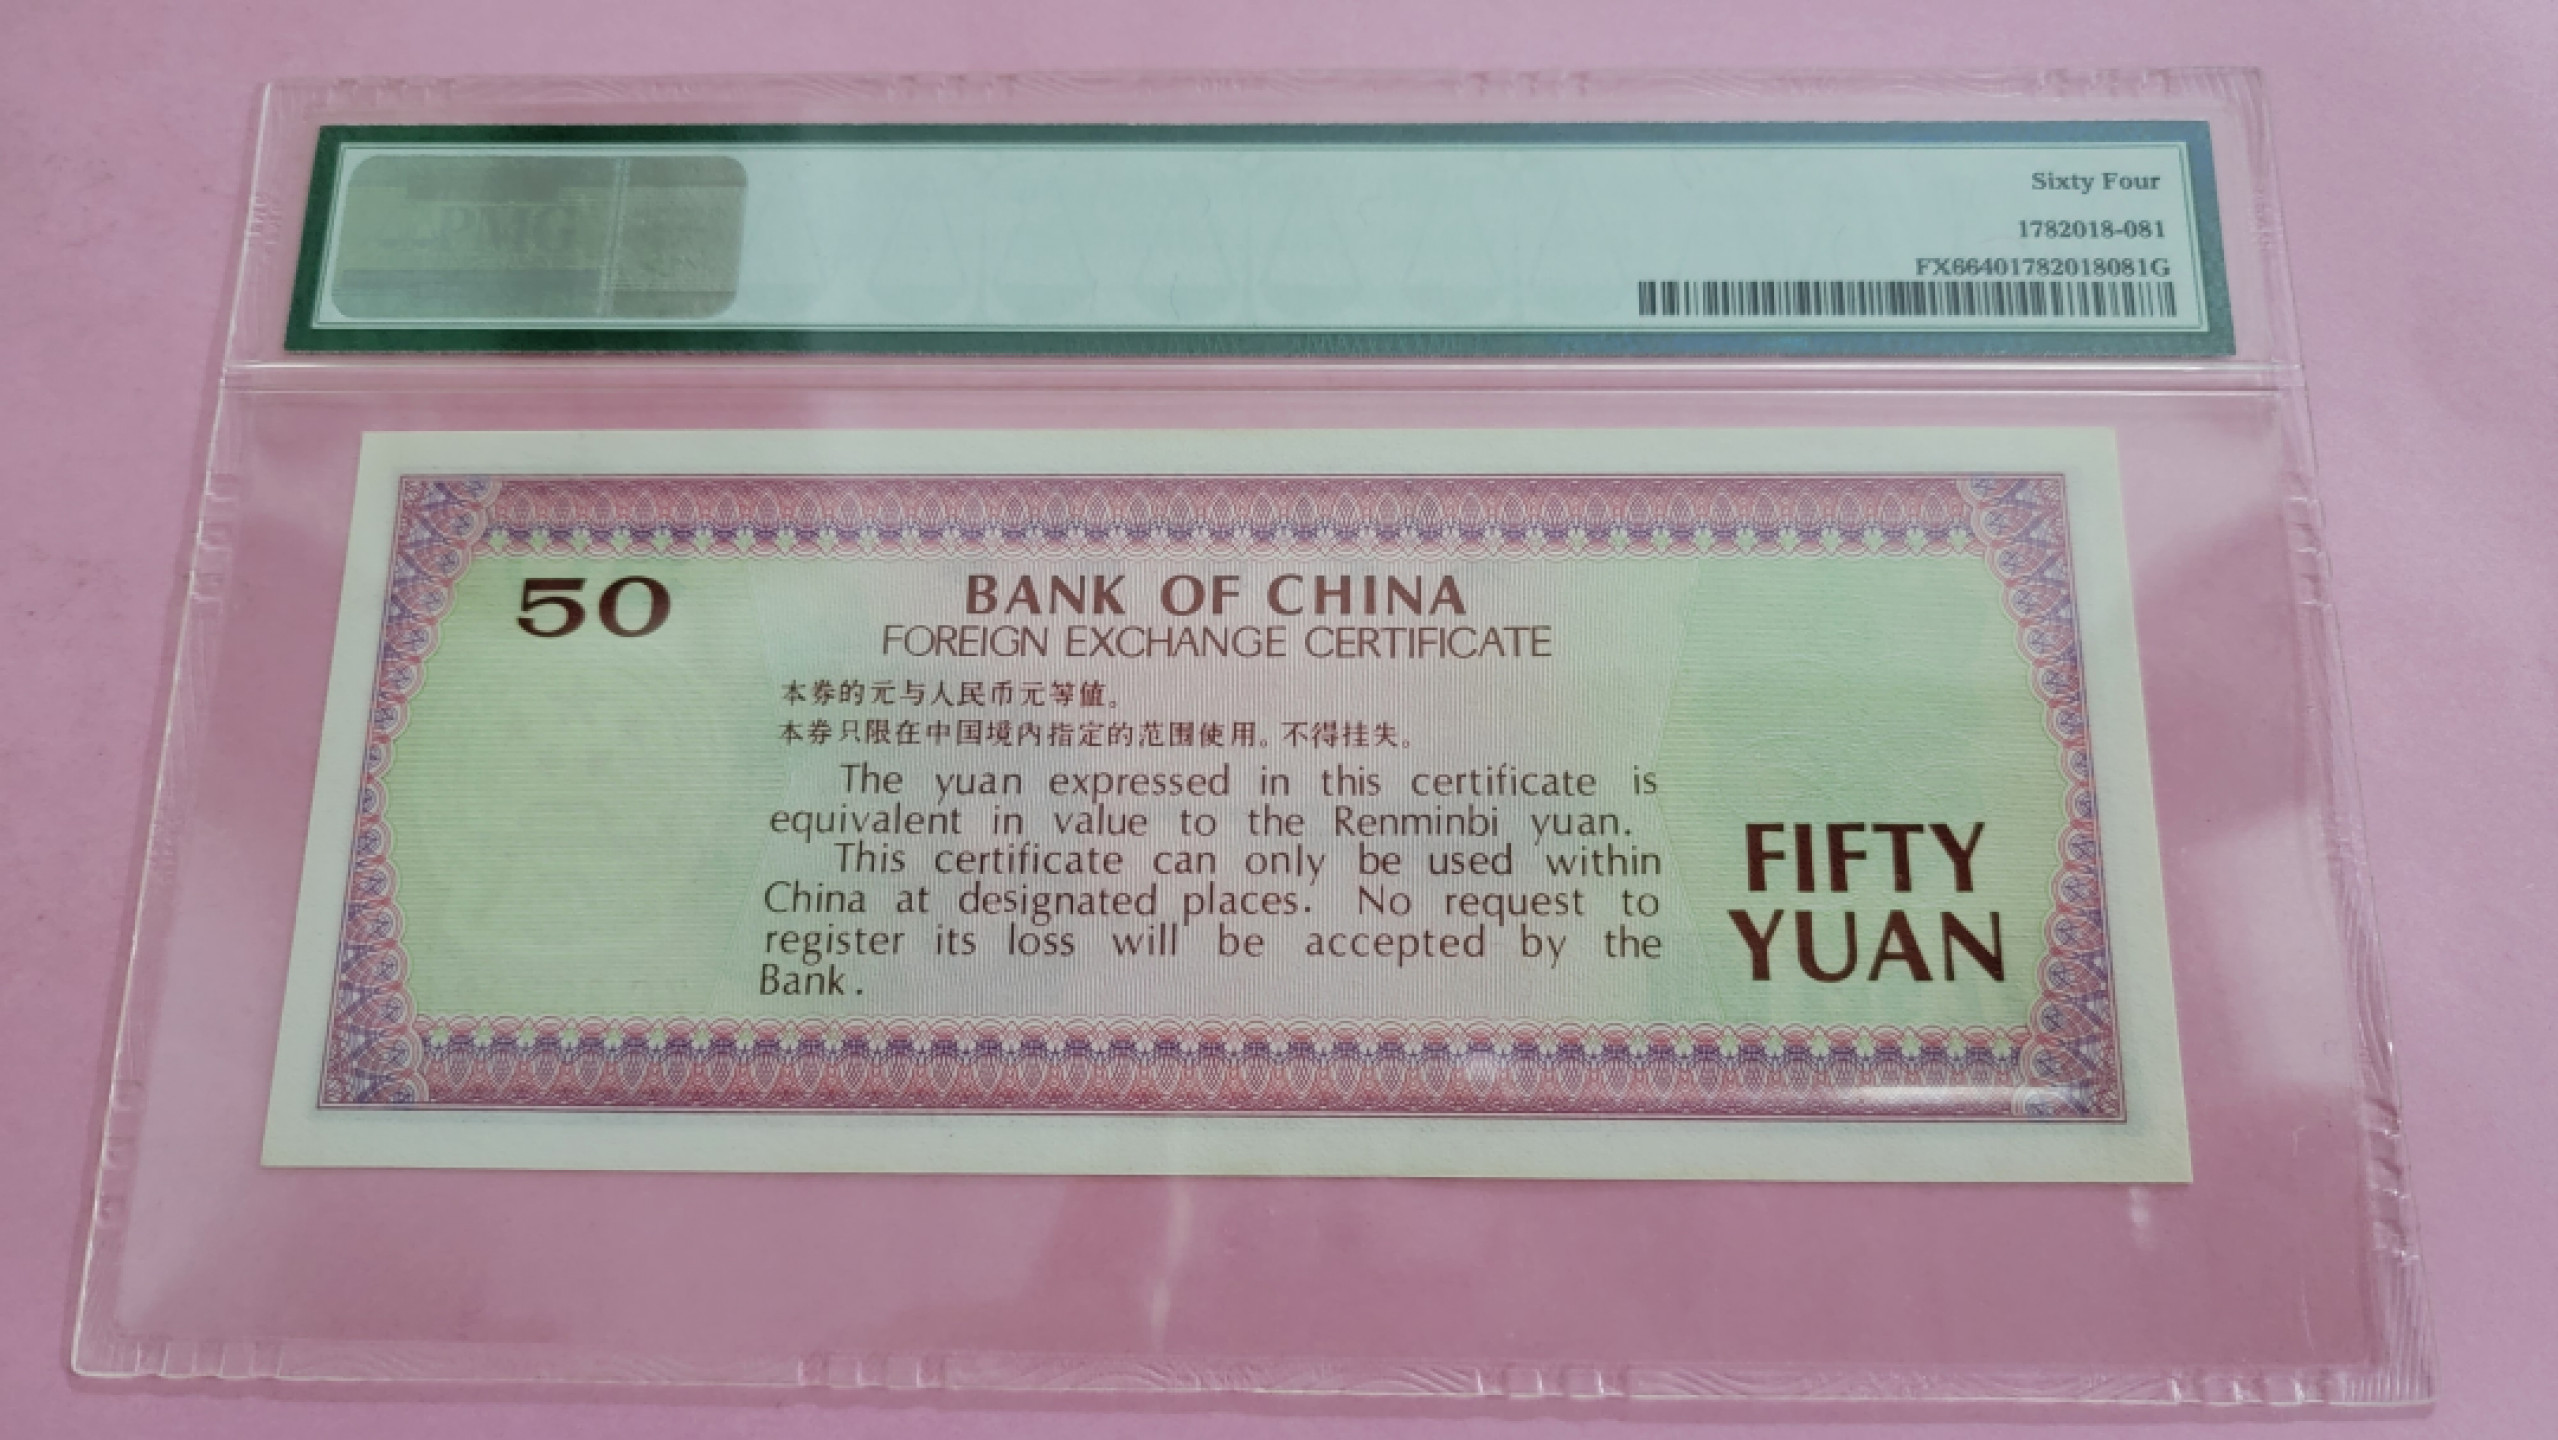 PMG
Sixty Four
1782018-081
FX66401782018081G
50
BANK OF CHINA
FOREIGN EXCHANGE CERTIFICATE
本券的元与人民币元等值。
本券只限在中国境内指定的范围使用。不得挂失。
The yuan expressed in this certificate is
equivalent in value to the Renminbi yuan.
This certificate can only be used within
China at designated places. No request to
register its loss will be accepted by the
Bank.
FIFTY
YUAN